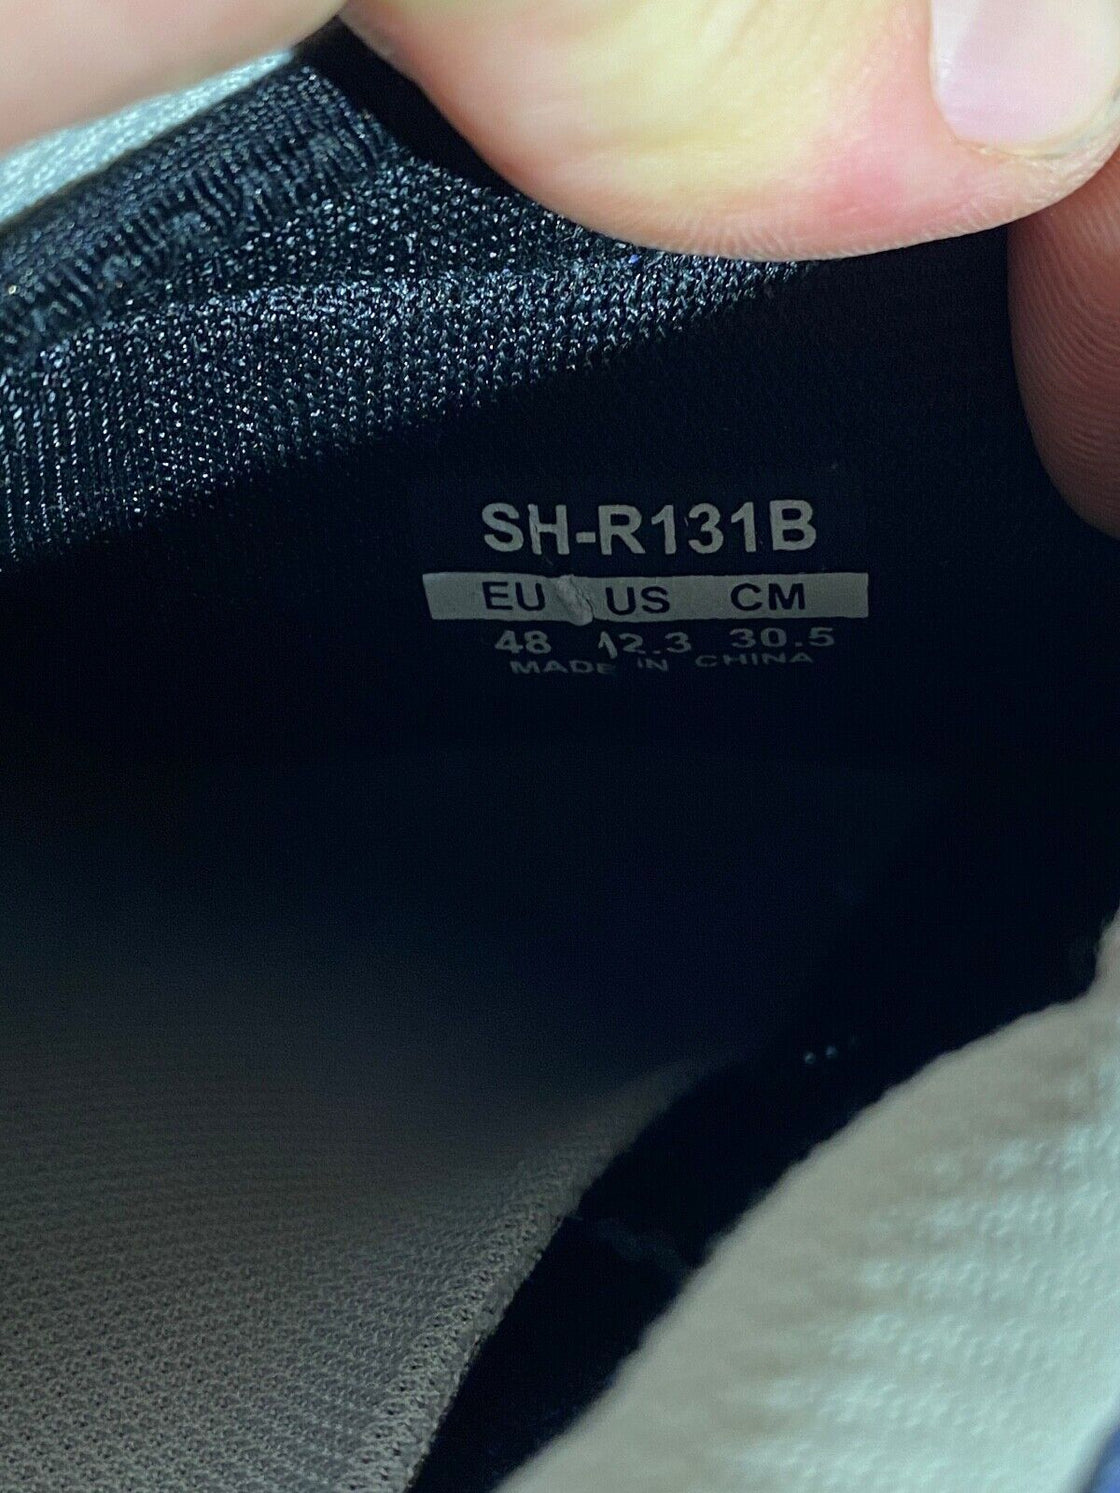 SH-R131B
EU US CM
48 12.3 30.5
MADE IN CHINA